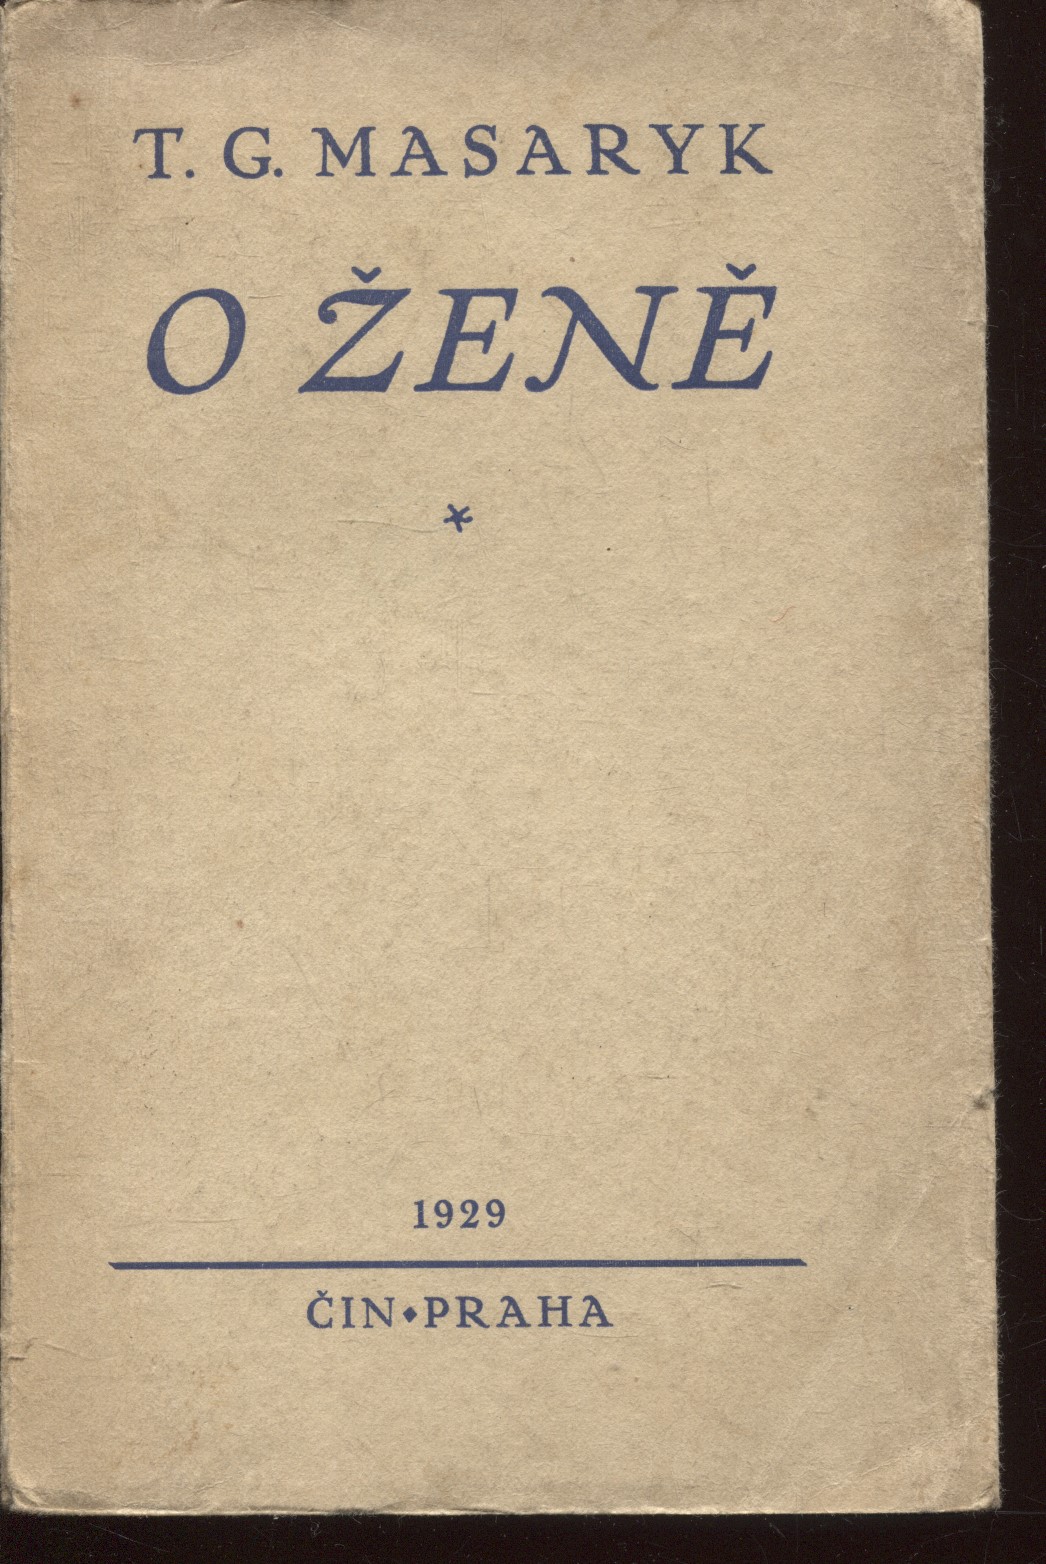 T. G. MASARYK
O ŽENĚ
*
1929
ČIN◆PRAHA